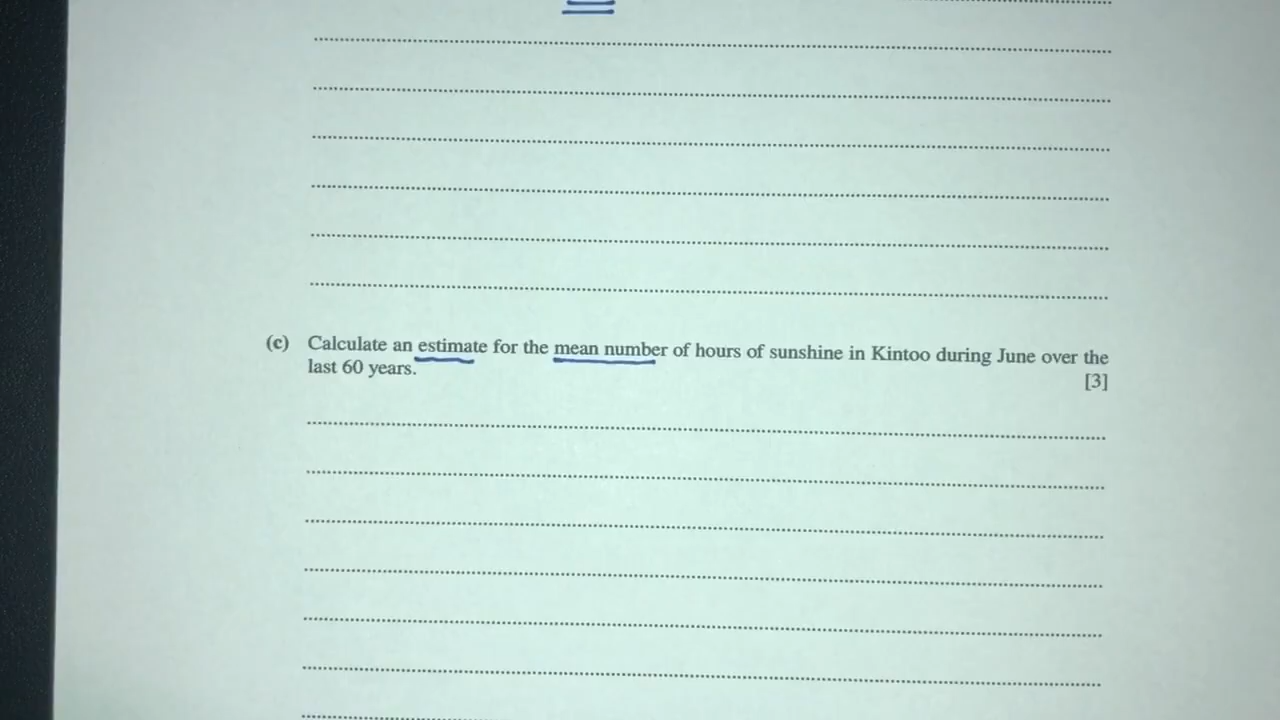 (c) Calculate an estimate for the mean number of hours of sunshine in Kintoo during June over the
last 60 years.
[3]